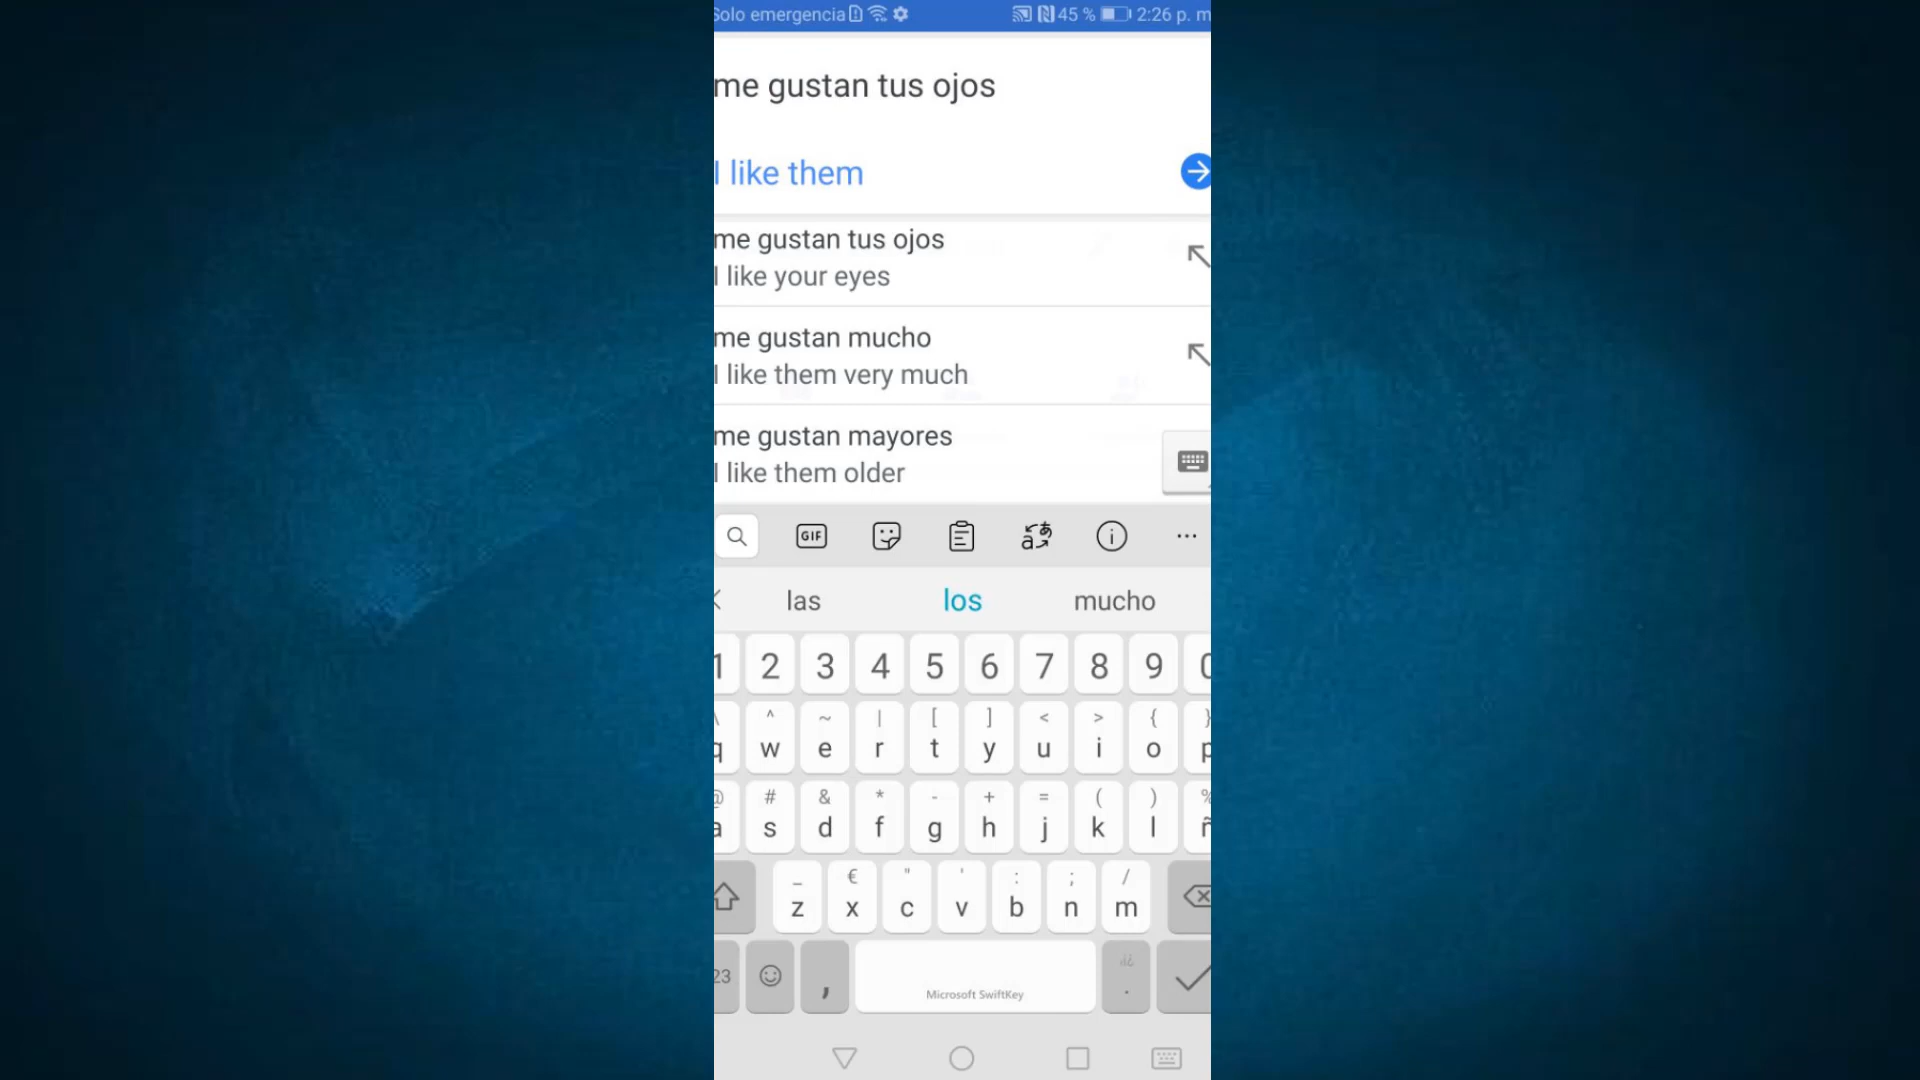 Solo emergencia 45 % 2:26 p. m
me gustan tus ojos
I like them
me gustan tus ojos
I like your eyes
me gustan mucho
I like them very much
me gustan mayores
I like them older
GIF
las los mucho
1 2 3 4 5 6 7 8 9 0
\ ^ ~ | [ ] < > { }
q w e r t y u i o p
@ # & * - + = ( ) %
a s d f g h j k l ñ
_ € " ' : ; /
z x c v b n m
23 , Microsoft SwiftKey .